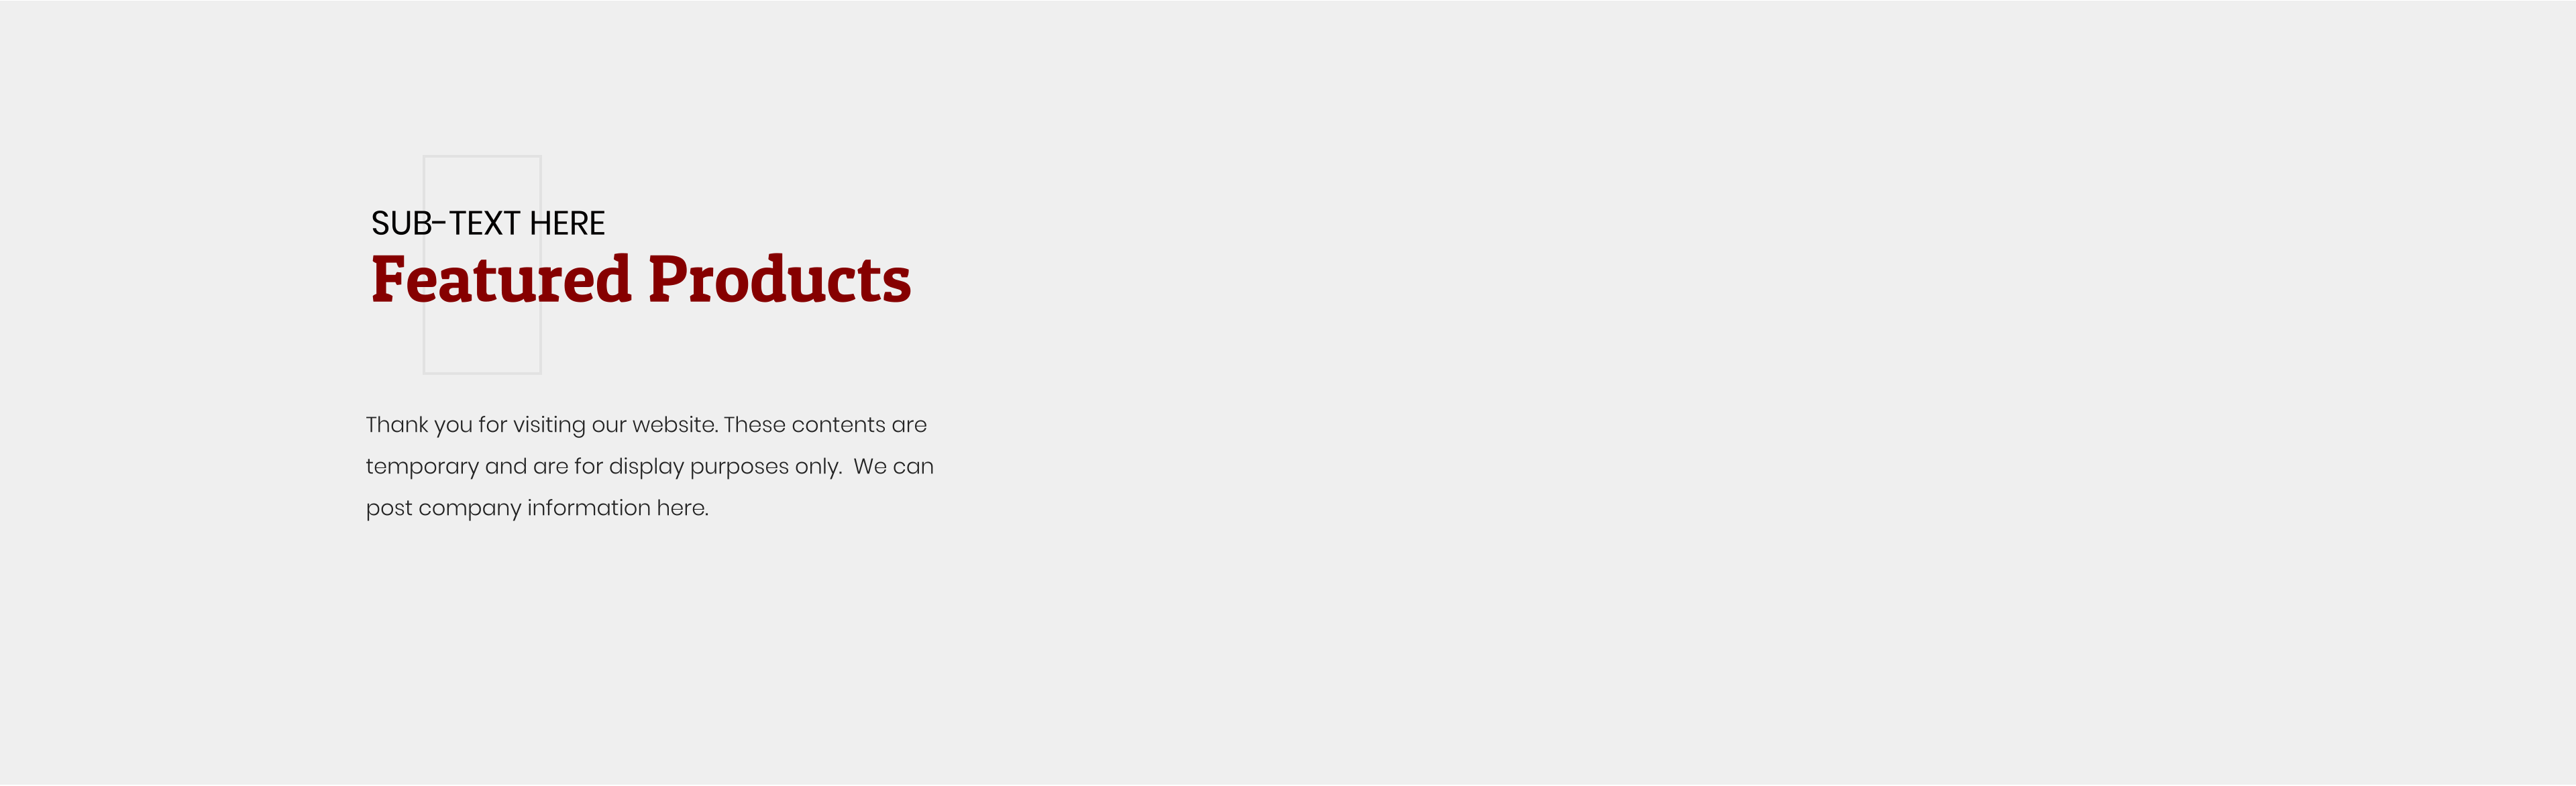 SUB-TEXT HERE
Featured Products
Thank you for visiting our website. These contents are
temporary and are for display purposes only.  We can
post company information here.